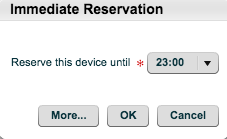 Immediate Reservation
Reserve this device until * 23:00
More... OK Cancel